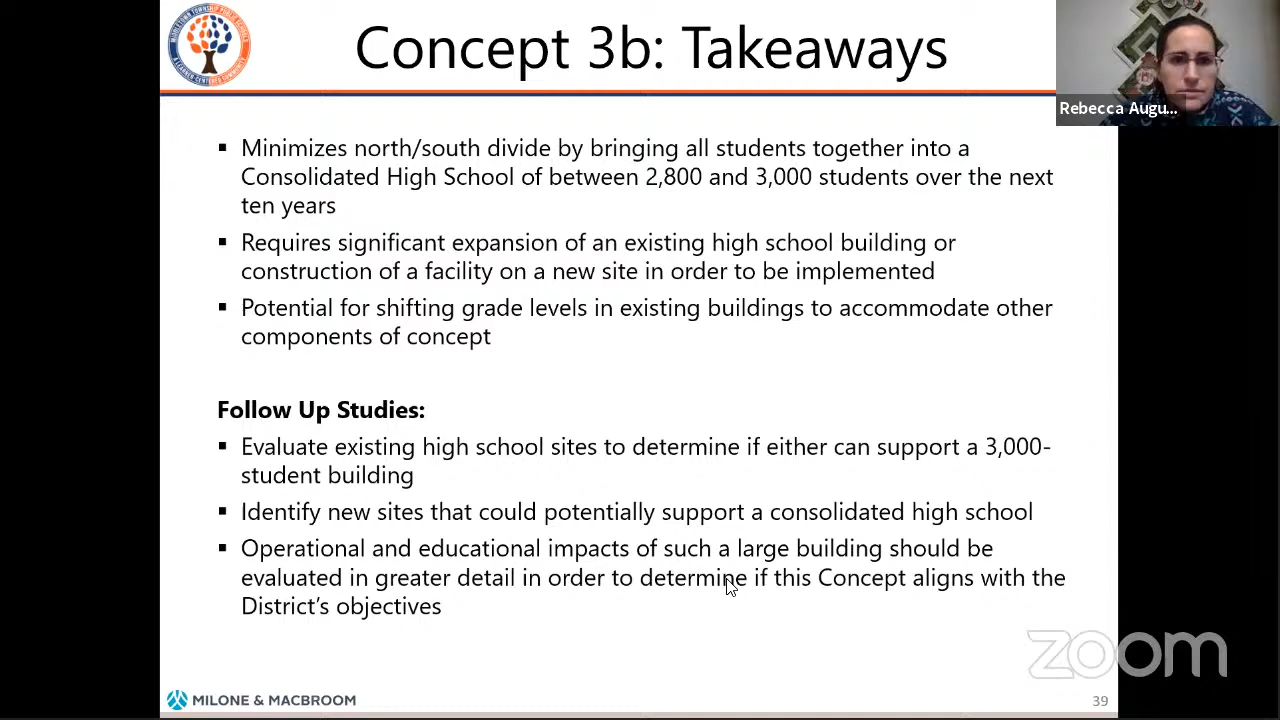 Concept 3b: Takeaways
Rebecca Augu...
Minimizes north/south divide by bringing all students together into a
Consolidated High School of between 2,800 and 3,000 students over the next
ten years
Requires significant expansion of an existing high school building or
construction of a facility on a new site in order to be implemented
Potential for shifting grade levels in existing buildings to accommodate other
components of concept
Follow Up Studies:
Evaluate existing high school sites to determine if either can support a 3,000-
student building
Identify new sites that could potentially support a consolidated high school
Operational and educational impacts of such a large building should be
evaluated in greater detail in order to determine if this Concept aligns with the
District's objectives
zoom
MILONE & MACBROOM
39